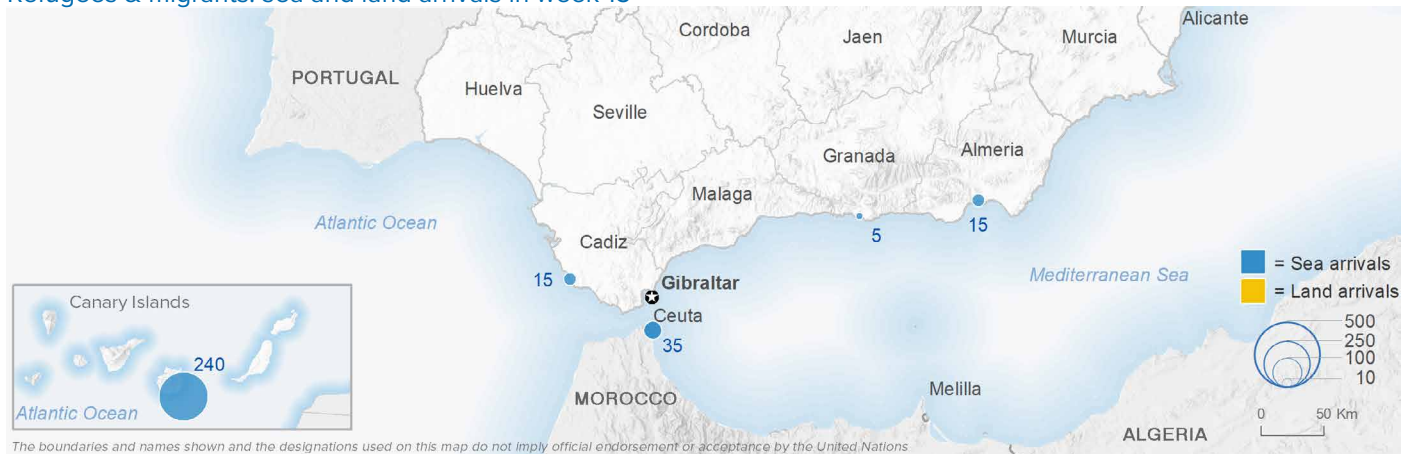 Alicante
Cordoba
Jaen
Murcia
PORTUGAL
Huelva
Seville
Granada
Almeria
Malaga
Atlantic Ocean
5
15
Cadiz
Mediterranean Sea
= Sea arrivals
15
Gibraltar
= Land arrivals
Canary Islands
Ceuta
35
500
250
100
10
240
Melilla
MOROCCO
Atlantic Ocean
0 50 Km
ALGERIA
The boundaries and names shown and the designations used on this map do not imply official endorsement or acceptance by the United Nations